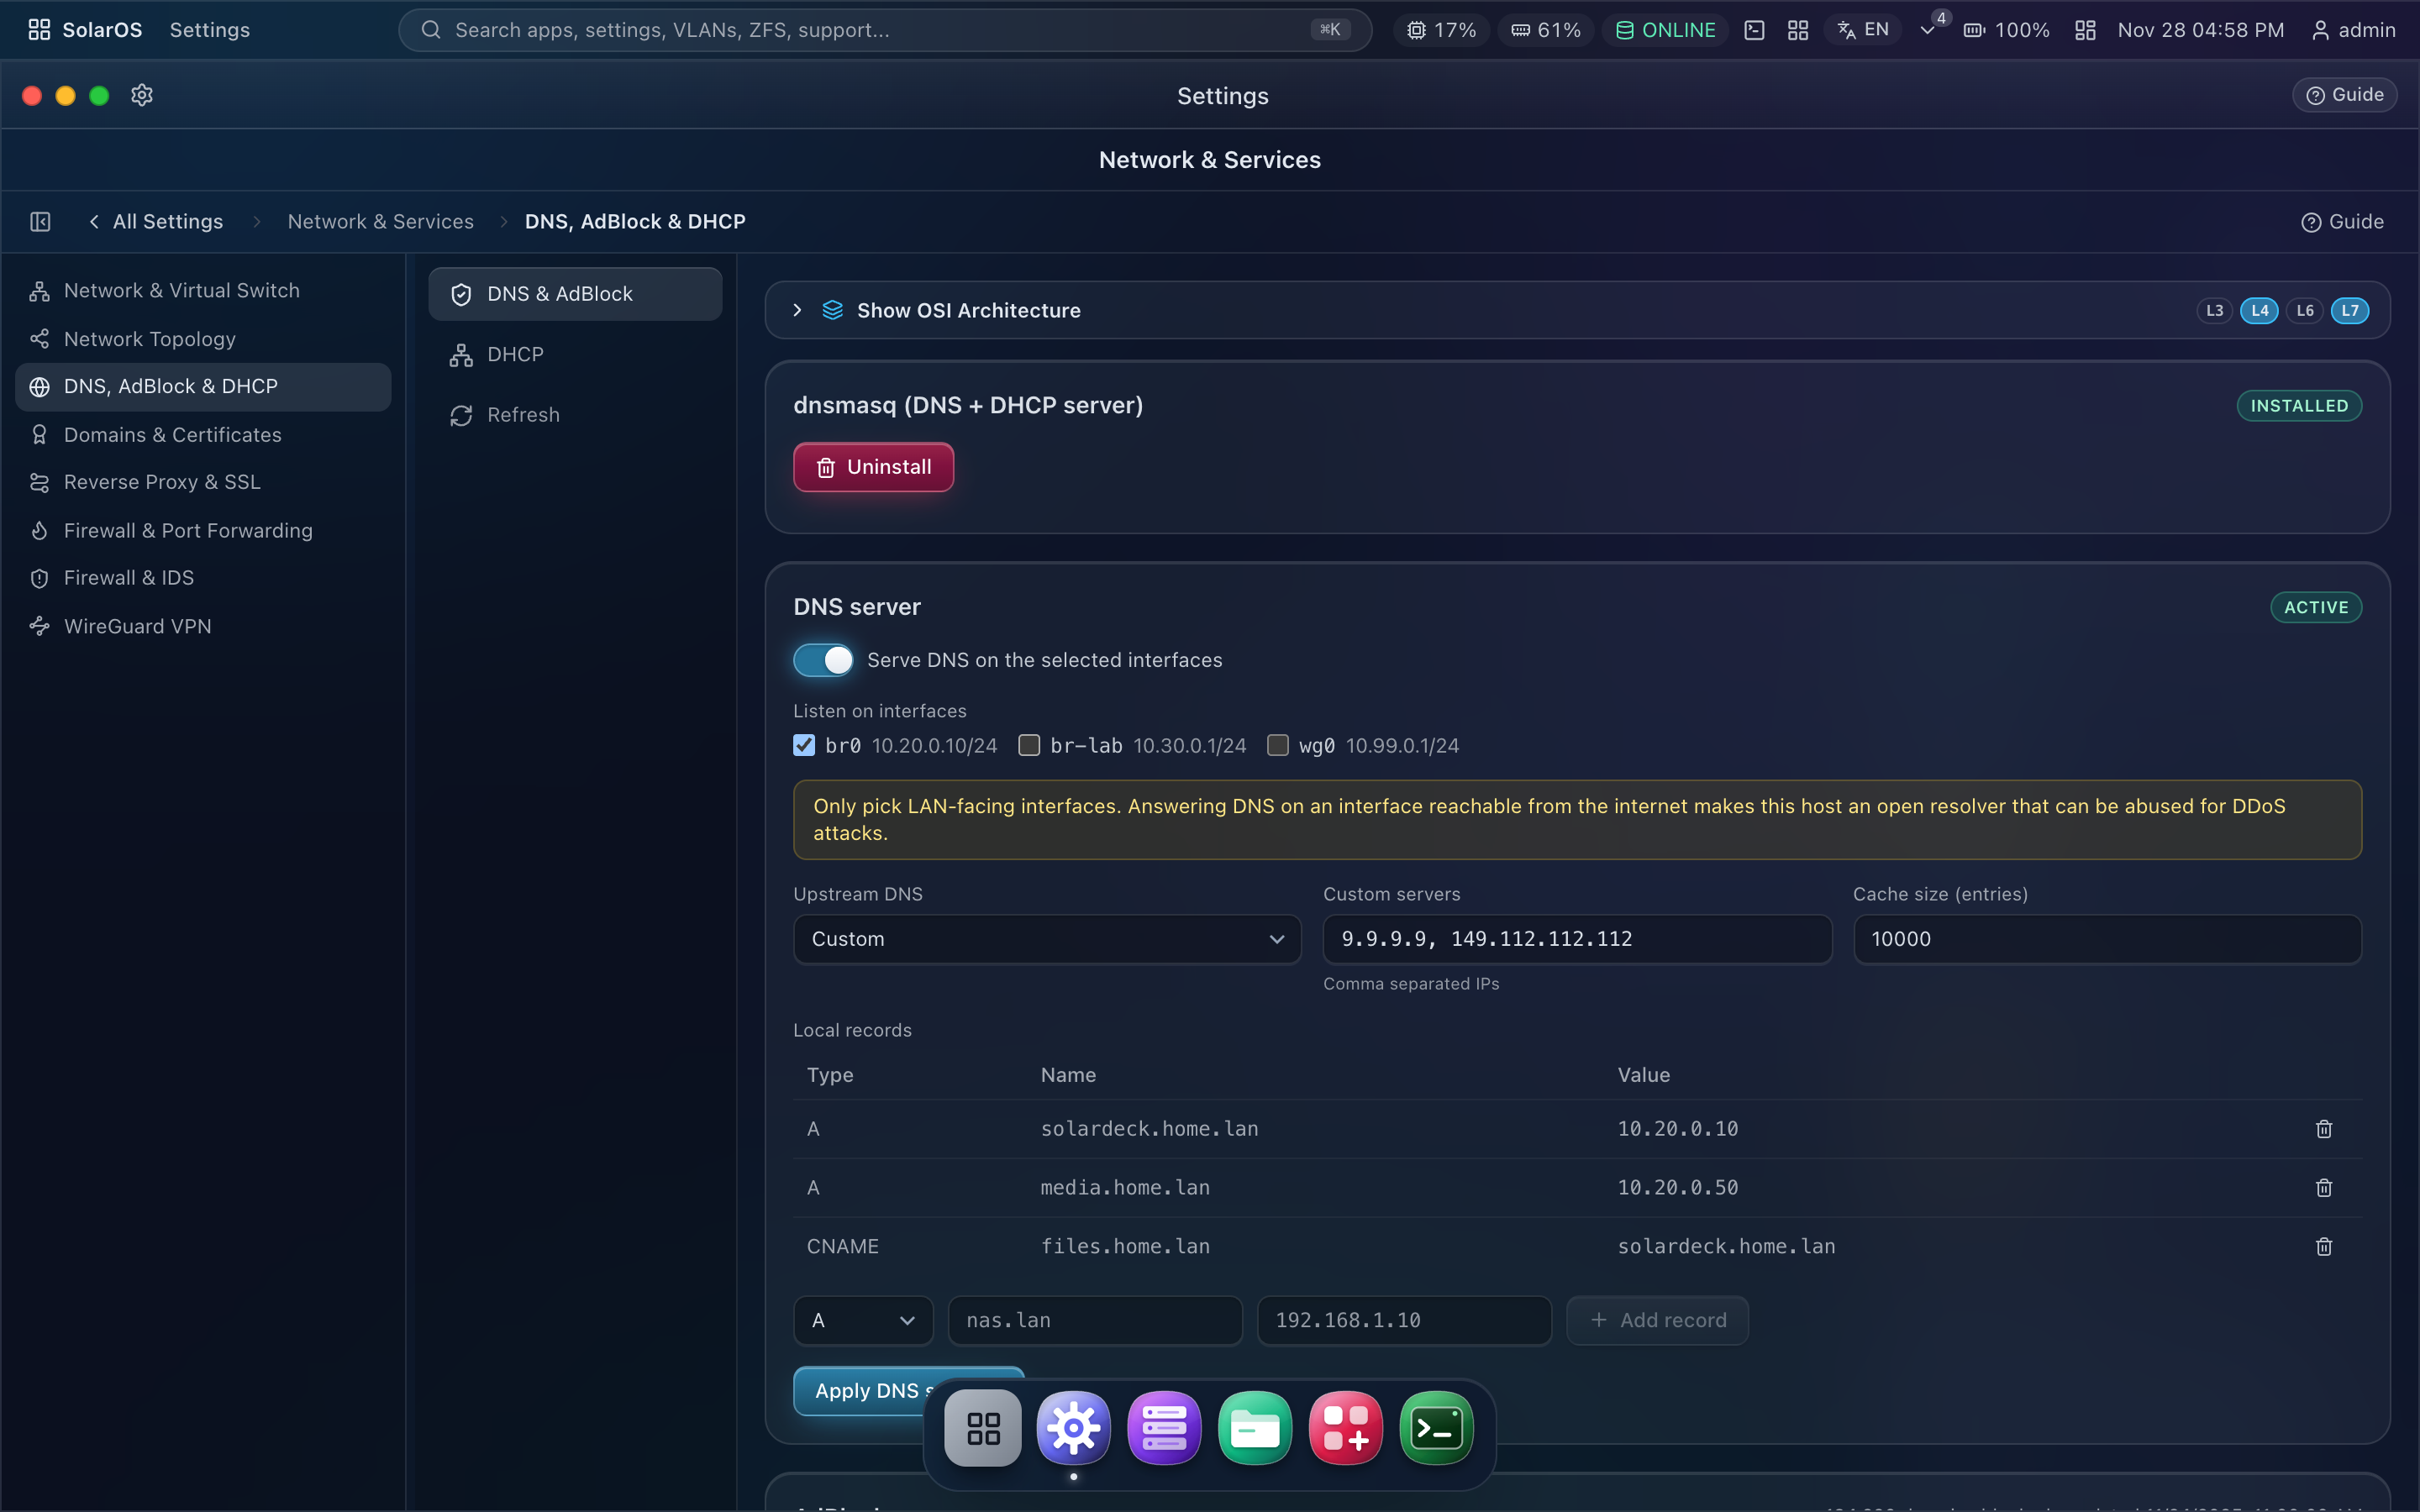 SolarOS Settings Search apps, settings, VLANs, ZFS, support... ⌘K 17% 61% ONLINE EN 4 100% Nov 28 04:58 PM admin
Settings Guide
Network & Services
All Settings Network & Services DNS, AdBlock & DHCP Guide
Network & Virtual Switch
Network Topology
DNS, AdBlock & DHCP
Domains & Certificates
Reverse Proxy & SSL
Firewall & Port Forwarding
Firewall & IDS
WireGuard VPN
DNS & AdBlock
DHCP
Refresh
Show OSI Architecture L3 L4 L6 L7
dnsmasq (DNS + DHCP server) INSTALLED
Uninstall
DNS server ACTIVE
Serve DNS on the selected interfaces
Listen on interfaces
br0 10.20.0.10/24 br-lab 10.30.0.1/24 wg0 10.99.0.1/24
Only pick LAN-facing interfaces. Answering DNS on an interface reachable from the internet makes this host an open resolver that can be abused for DDoS
attacks.
Upstream DNS Custom servers Cache size (entries)
Custom 9.9.9.9, 149.112.112.112 10000
Comma separated IPs
Local records
Type Name Value
A solardeck.home.lan 10.20.0.10
A media.home.lan 10.20.0.50
CNAME files.home.lan solardeck.home.lan
A nas.lan 192.168.1.10 + Add record
Apply DNS